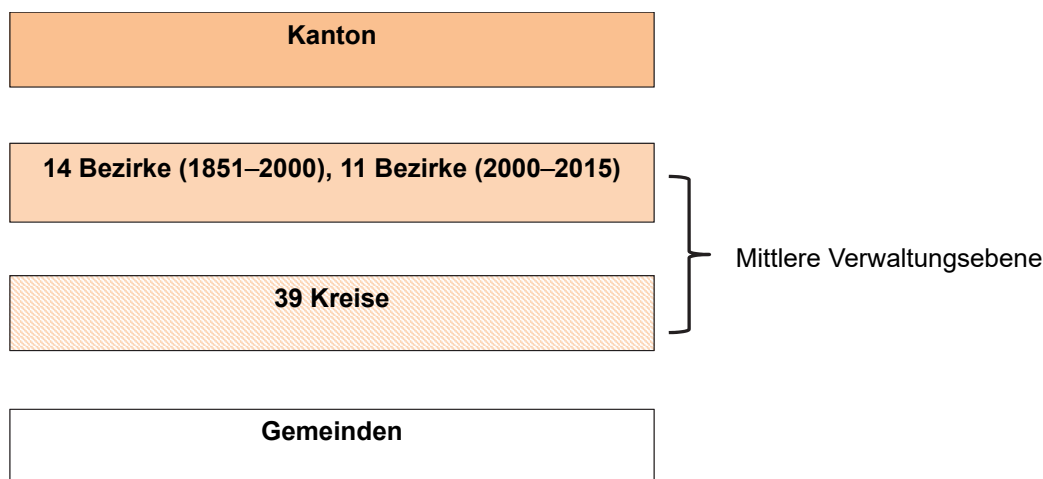 Kanton
14 Bezirke (1851–2000), 11 Bezirke (2000–2015)
Mittlere Verwaltungsebene
39 Kreise
Gemeinden